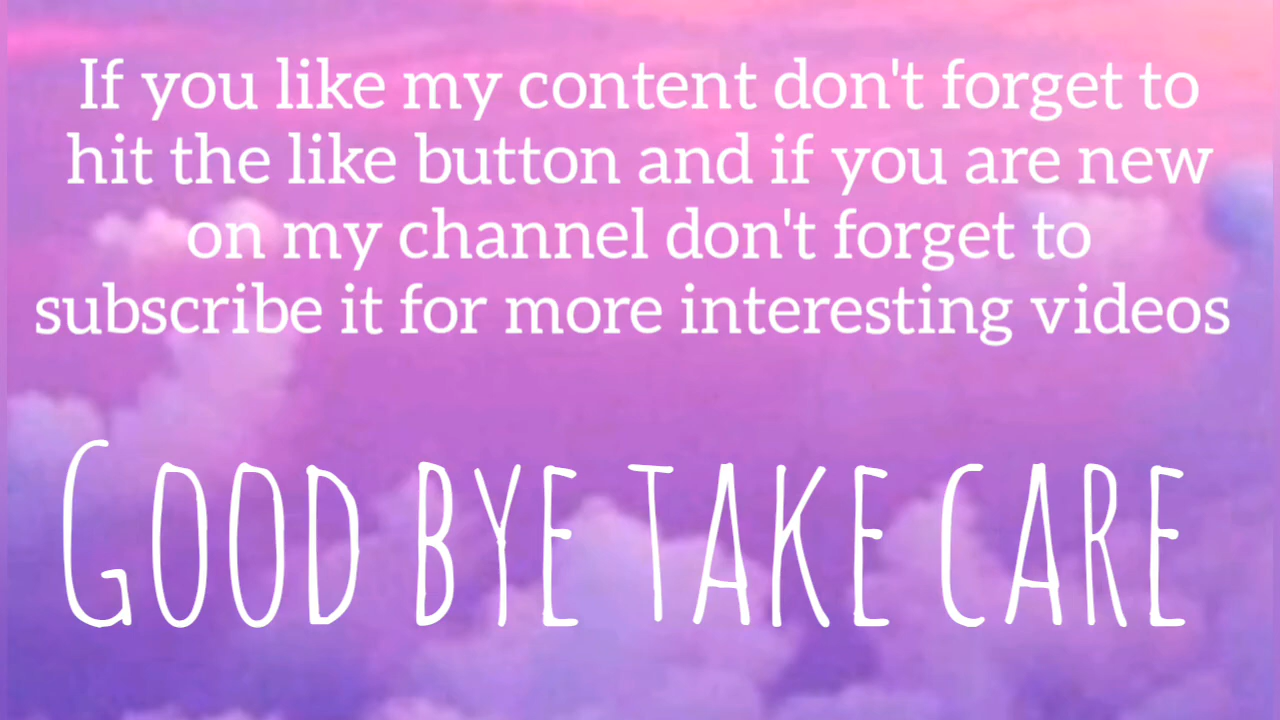 If you like my content don't forget to
hit the like button and if you are new
on my channel don't forget to
subscribe it for more interesting videos
Good bye take care